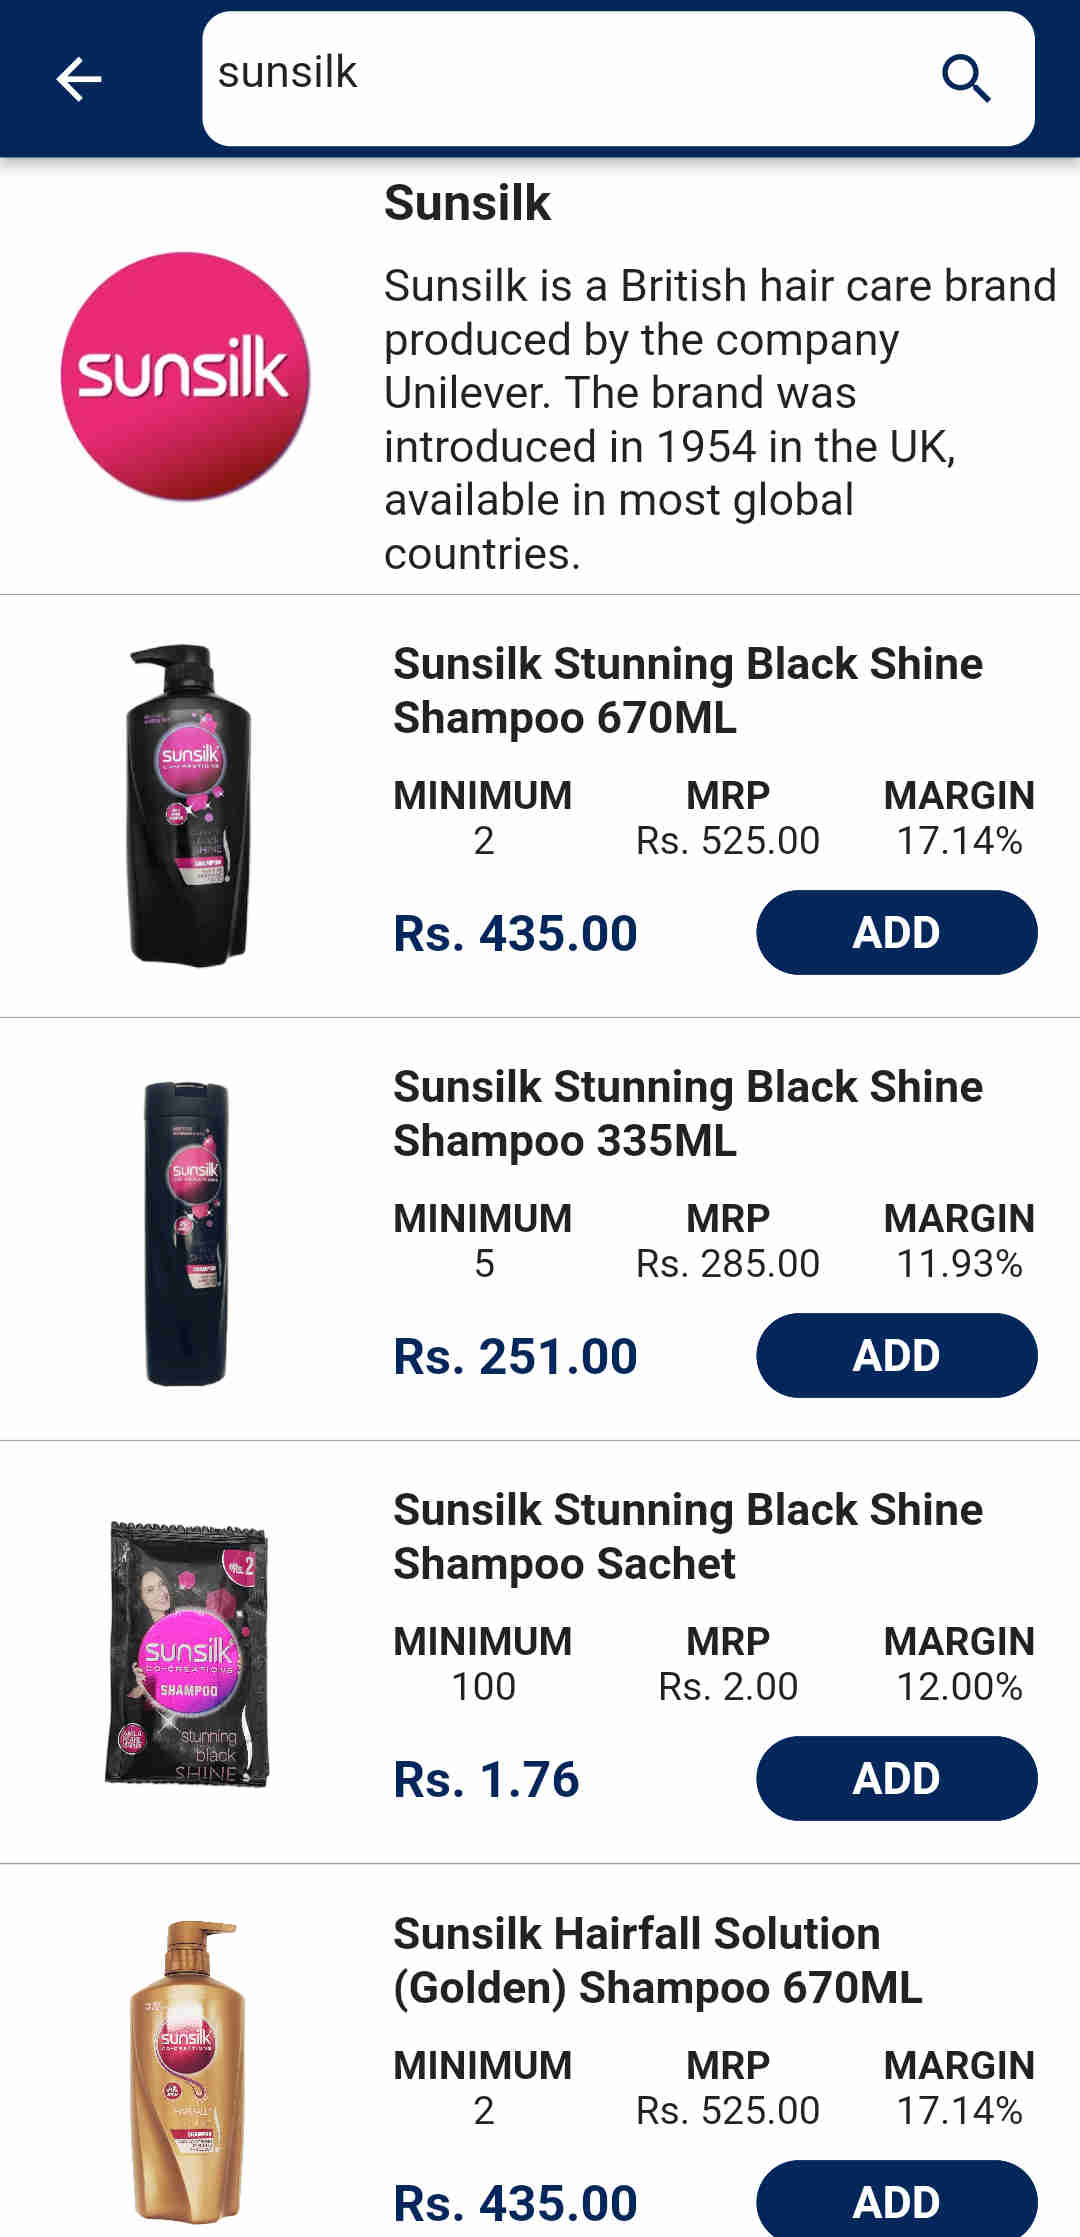 sunsilk
Sunsilk
sunsilk
Sunsilk is a British hair care brand
produced by the company
Unilever. The brand was
introduced in 1954 in the UK,
available in most global
countries.
Sunsilk Stunning Black Shine
Shampoo 670ML
sunsilk
MINIMUM MRP MARGIN
2 Rs. 525.00 17.14%
Rs. 435.00 ADD
Sunsilk Stunning Black Shine
Shampoo 335ML
sunsilk
MINIMUM MRP MARGIN
5 Rs. 285.00 11.93%
Rs. 251.00 ADD
Sunsilk Stunning Black Shine
Shampoo Sachet
Rs. 2
sunsilk
CO-CREATIONS
SHAMPOO
stunning
black
SHINE
MINIMUM MRP MARGIN
100 Rs. 2.00 12.00%
Rs. 1.76 ADD
Sunsilk Hairfall Solution
(Golden) Shampoo 670ML
sunsilk
MINIMUM MRP MARGIN
2 Rs. 525.00 17.14%
Rs. 435.00 ADD